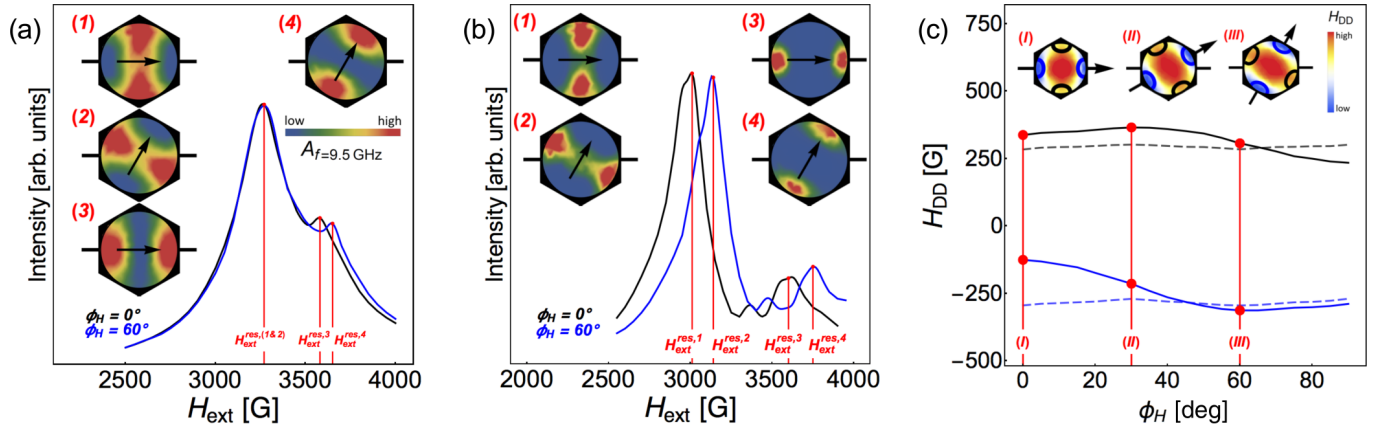 (a)
(1)
(4)
(2)
(3)
low
high
A_f=9.5 GHz
Intensity [arb. units]
ϕ_H = 0°
ϕ_H = 60°
H_ext^res,(1&2)
H_ext^res,3
H_ext^res,4
2500
3000
3500
4000
H_ext [G]
(b)
(1)
(3)
(2)
(4)
Intensity [arb. units]
ϕ_H = 0°
ϕ_H = 60°
H_ext^res,1
H_ext^res,2
H_ext^res,3
H_ext^res,4
2000
2500
3000
3500
4000
H_ext [G]
(c)
750
500
250
0
−250
−500
H_DD [G]
(I)
(II)
(III)
H_DD
high
low
(I)
(II)
(III)
0
20
40
60
80
ϕ_H [deg]